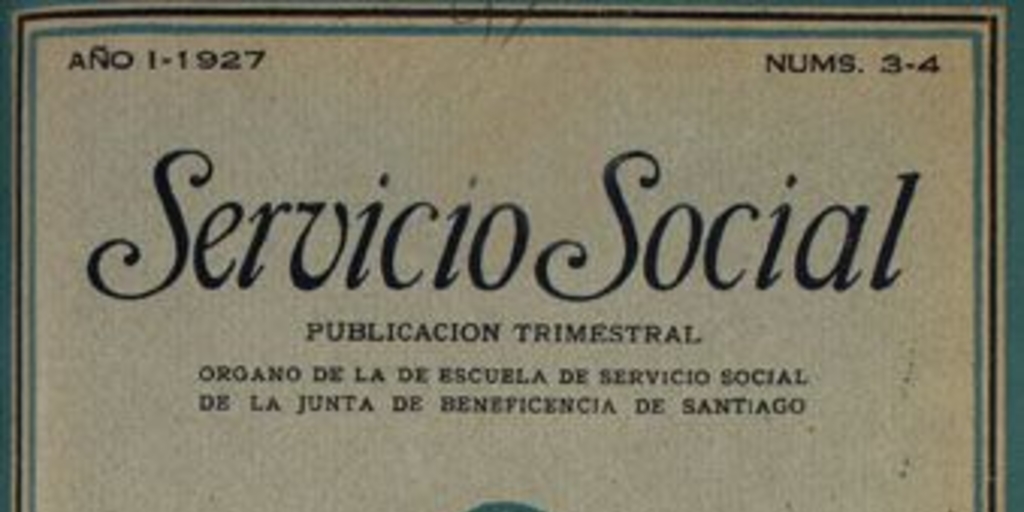 AÑO I-1927
NUMS. 3-4
Servicio Social
PUBLICACION TRIMESTRAL
ORGANO DE LA DE ESCUELA DE SERVICIO SOCIAL
DE LA JUNTA DE BENEFICENCIA DE SANTIAGO